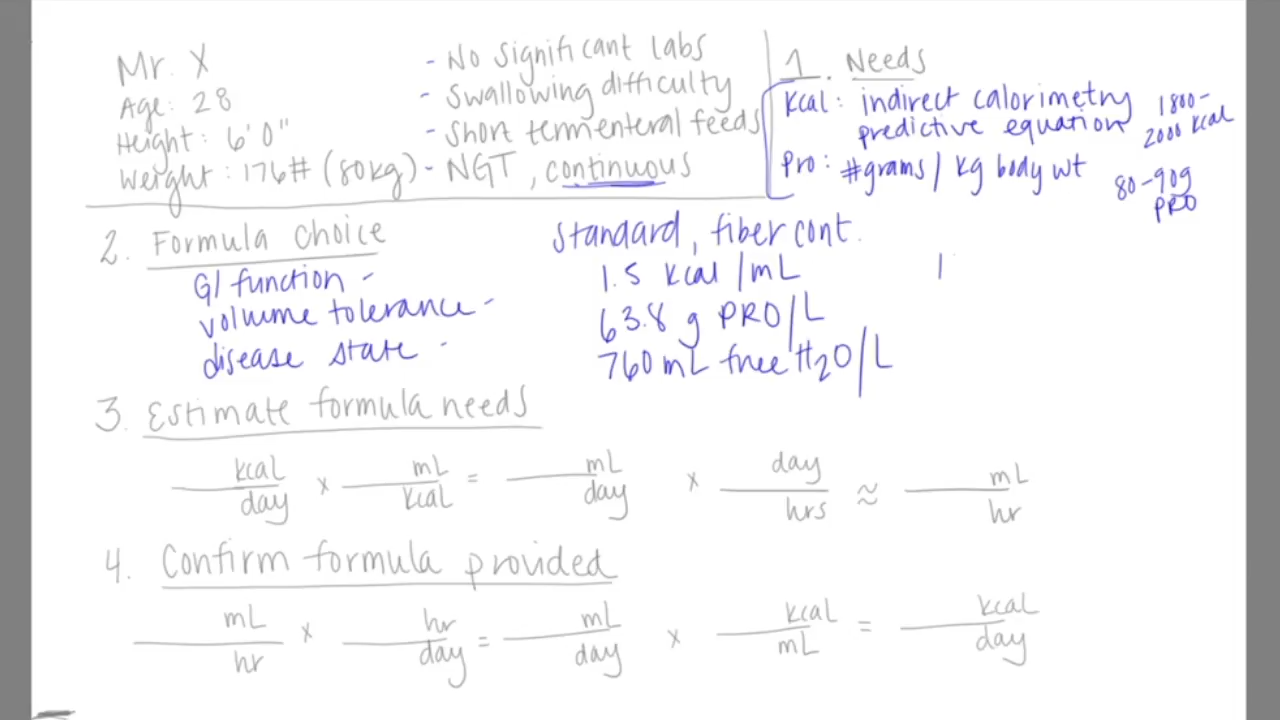 Mr. X
Age: 28
Height: 6'0"
Weight: 176# (80kg)
- No significant labs
- Swallowing difficulty
- Short term enteral feeds
- NGT, continuous
1. Needs
Kcal: indirect calorimetry
predictive equation
1800-
2000 kcal
Pro: #grams / kg body wt
80-90g
PRO
2. Formula choice
GI function -
volume tolerance -
disease state -
Standard, fiber cont.
1.5 kcal/mL
63.8 g PRO/L
760 mL free H2O/L
1
3. Estimate formula needs
kcal/day x mL/kcal = mL/day x day/hrs ≈ mL/hr
4. Confirm formula provided
mL/hr x hr/day = mL/day x kcal/mL = kcal/day